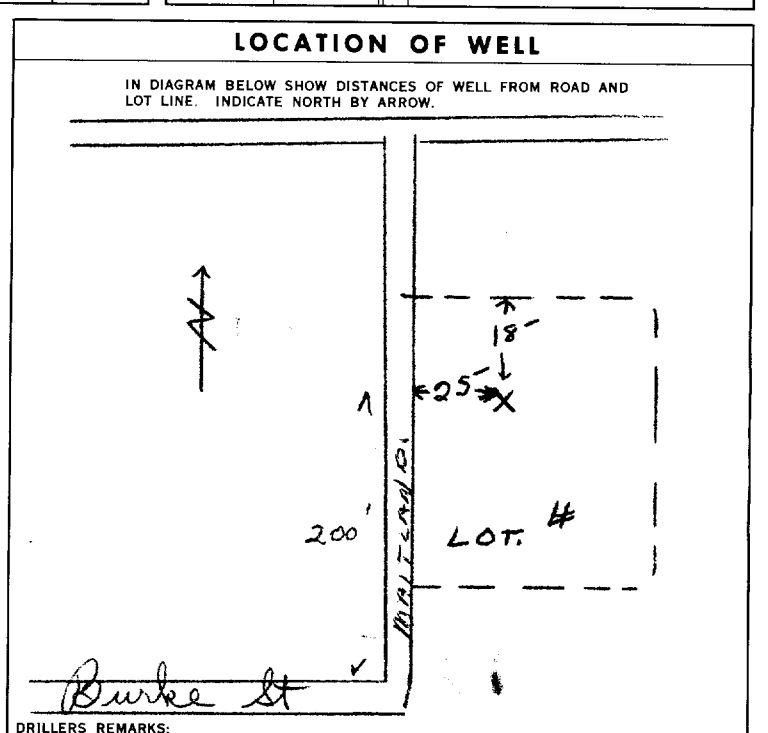 LOCATION OF WELL
IN DIAGRAM BELOW SHOW DISTANCES OF WELL FROM ROAD AND
LOT LINE. INDICATE NORTH BY ARROW.
N
18'
25'
X
200'
MAITLAND.
LOT. #
Burke St
DRILLERS REMARKS: